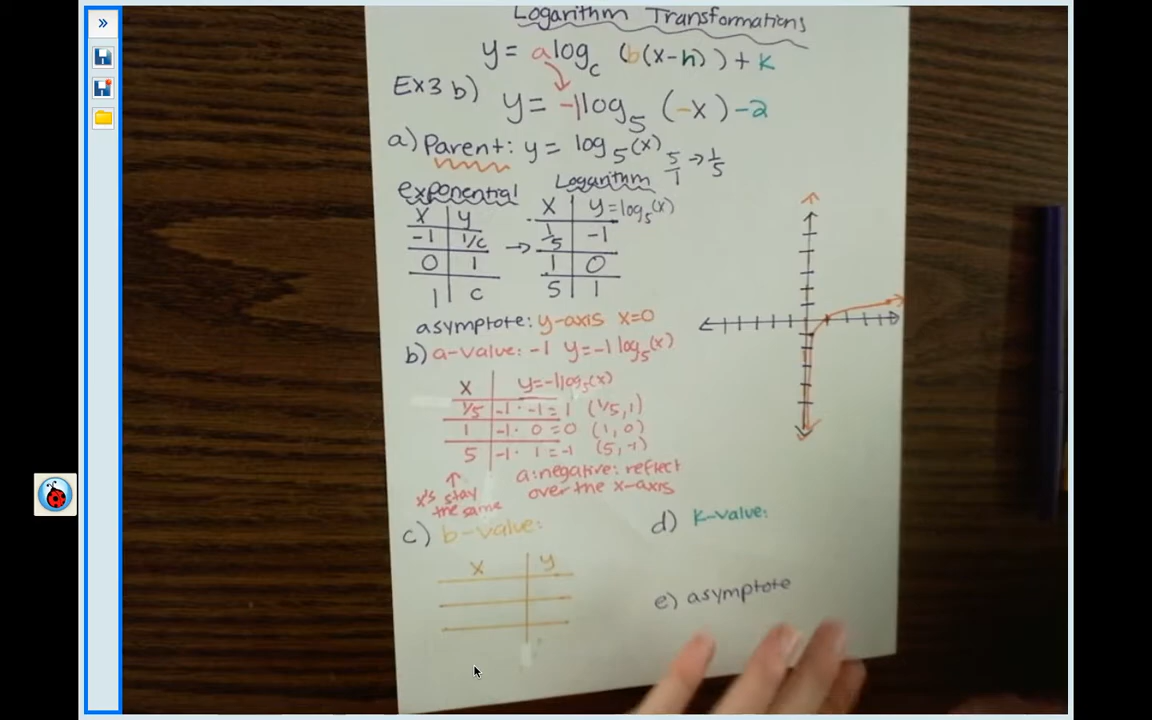 Logarithm Transformations
y = a log_c (b(x-h)) + k
Ex3 b) y = -1log_5 (-x) -2
a) Parent: y = log_5(x)
5/1 → 1/5
exponential Logarithm
x | y
-1 | 1/c
0 | 1
1 | c
→
x | y=log_5(x)
1/5 | -1
1 | 0
5 | 1
asymptote: y-axis x=0
b) a-value: -1 y=-1 log_5(x)
x | y=-1log_5(x)
1/5 | -1· -1 = 1 (1/5,1)
1 | -1· 0 = 0 (1, 0)
5 | -1· 1 = -1 (5,-1)
↑
x's stay
the same
a:negative: reflect
over the x-axis
c) b-value:
x | y
d) k-value:
e) asymptote
»